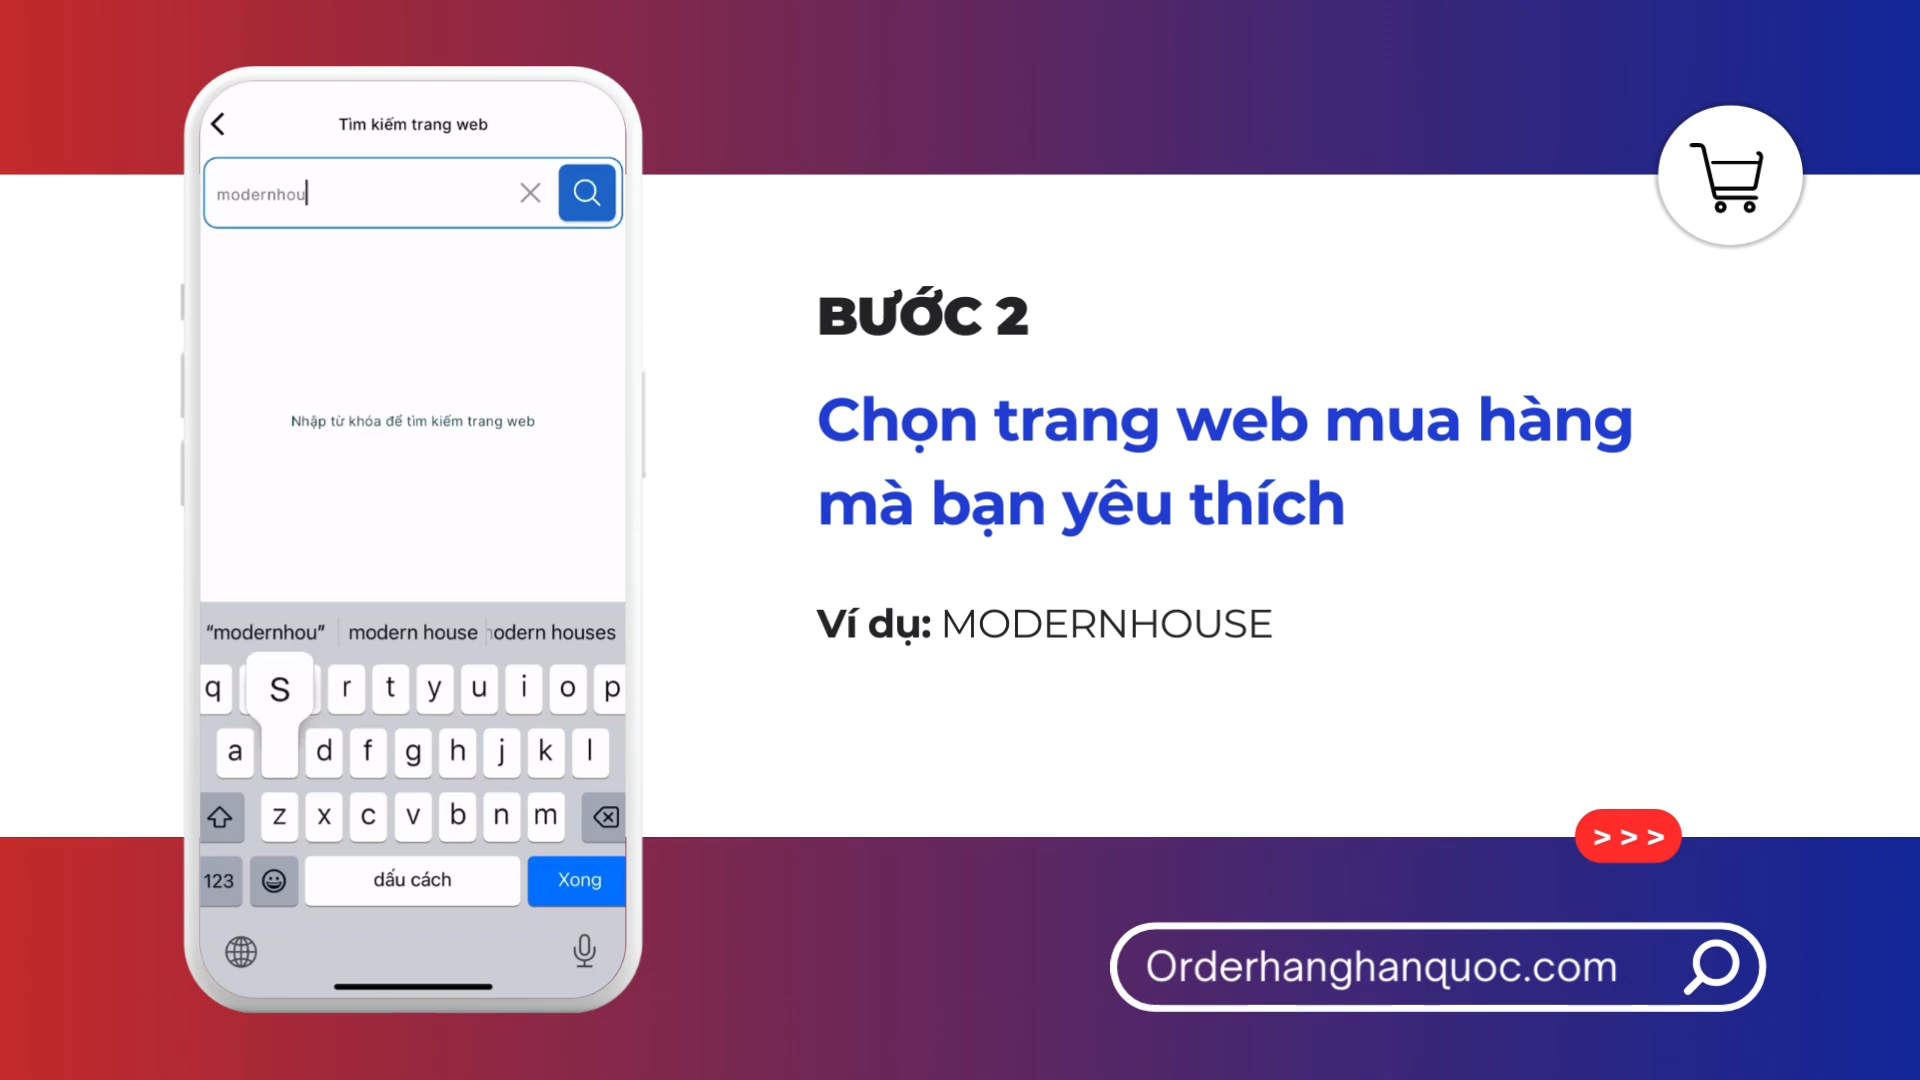 Tìm kiếm trang web
modernhou
Nhập từ khóa để tìm kiếm trang web
"modernhou" modern house odern houses
q S r t y u i o p
a d f g h j k l
z x c v b n m
123 dấu cách Xong
BƯỚC 2
Chọn trang web mua hàng
mà bạn yêu thích
Ví dụ: MODERNHOUSE
> > >
Orderhanghanquoc.com